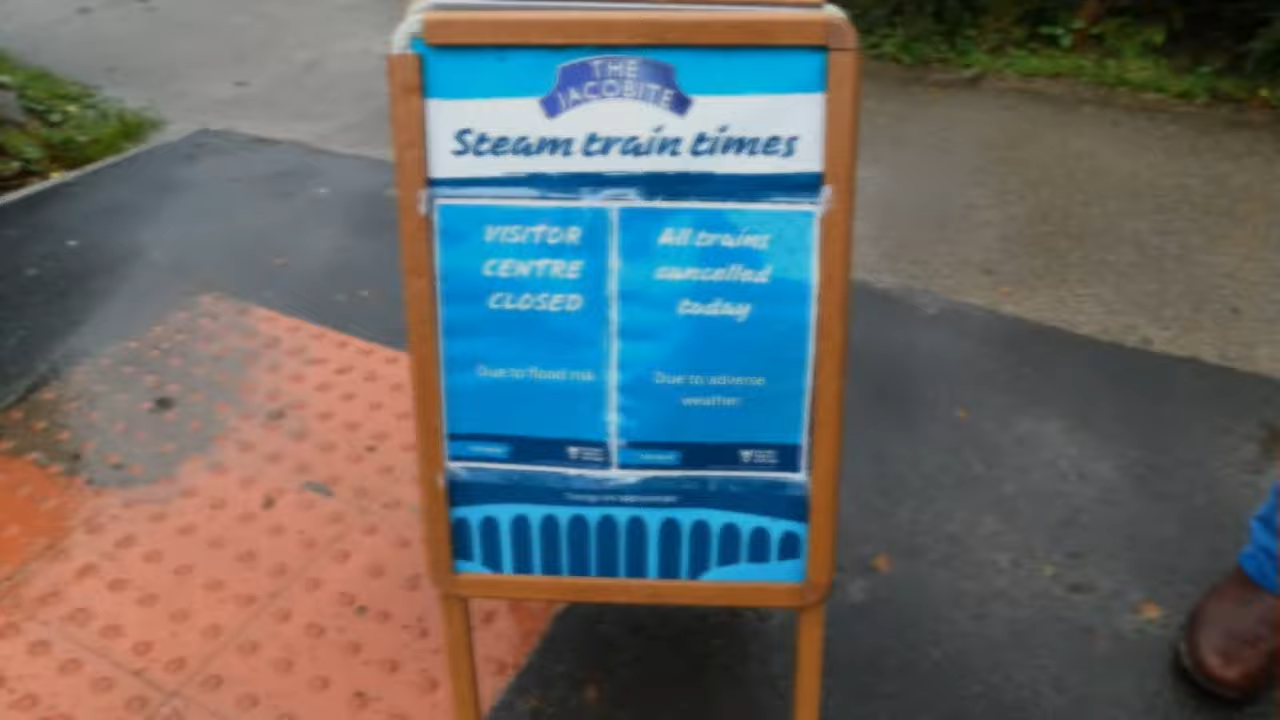 THE
JACOBITE
Steam train times
VISITOR
CENTRE
CLOSED
Due to flood risk
All trains
cancelled
today
Due to adverse
weather